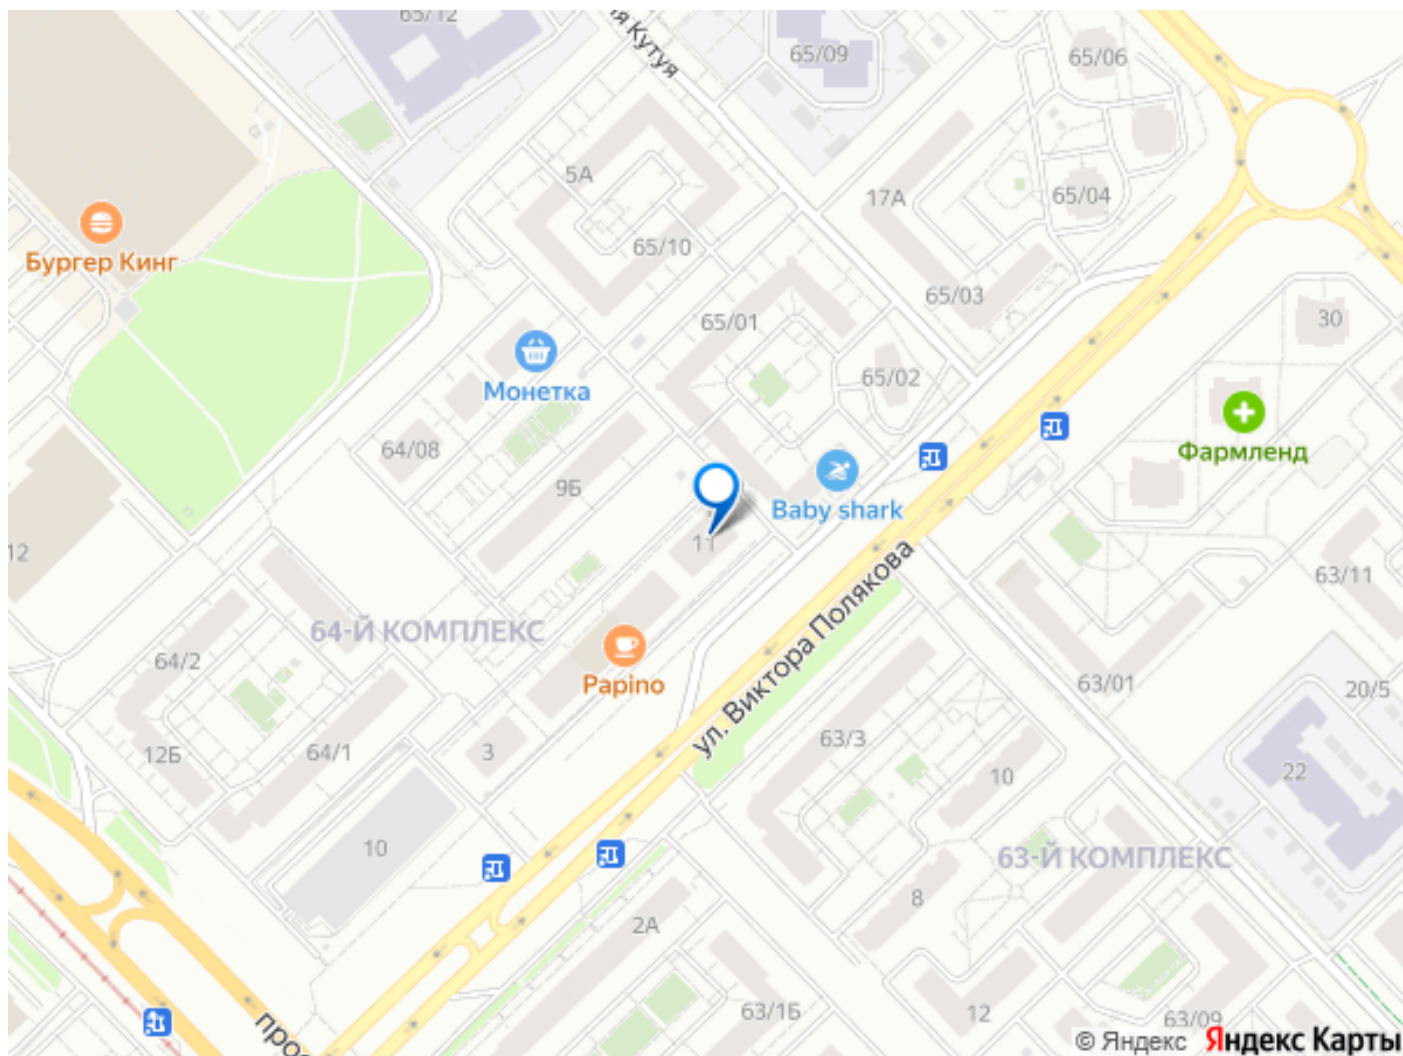 65/12
я Кутуя
65/09
65/06
5А
17А
65/04
65/10
Бургер Кинг
65/03
65/01
30
65/02
Монетка
64/08
Фармленд
9Б
Baby shark
11
12
63/11
ул. Виктора Полякова
64-Й КОМПЛЕКС
64/2
Papino
63/01
20/5
12Б
64/1
3
63/3
10
22
10
63-Й КОМПЛЕКС
8
2А
63/1Б
12
63/09
прос
© Яндекс Яндекс Карты